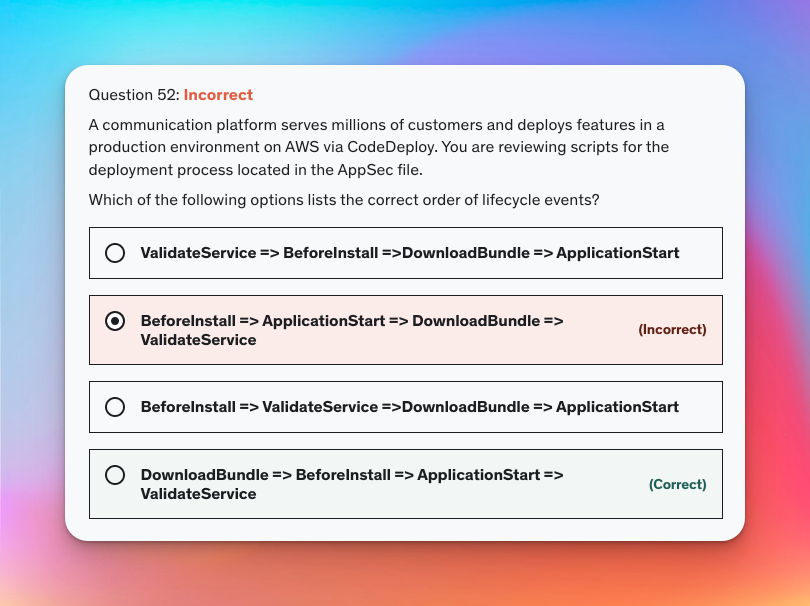 Question 52: Incorrect
A communication platform serves millions of customers and deploys features in a
production environment on AWS via CodeDeploy. You are reviewing scripts for the
deployment process located in the AppSec file.
Which of the following options lists the correct order of lifecycle events?
ValidateService => BeforeInstall =>DownloadBundle => ApplicationStart
BeforeInstall => ApplicationStart => DownloadBundle =>
ValidateService
(Incorrect)
BeforeInstall => ValidateService =>DownloadBundle => ApplicationStart
DownloadBundle => BeforeInstall => ApplicationStart =>
ValidateService
(Correct)